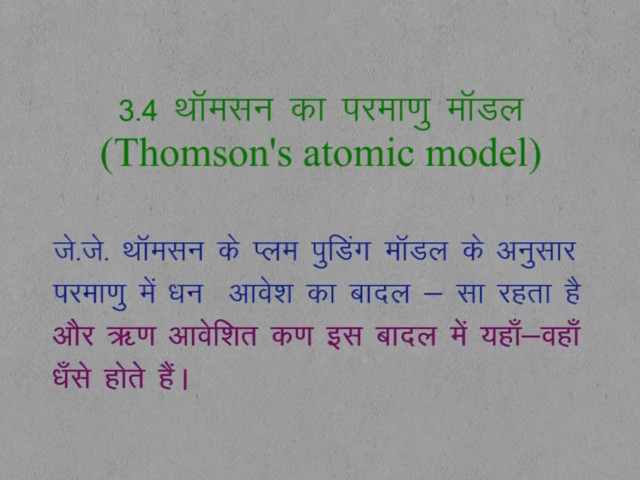 3.4 थॉमसन का परमाणु मॉडल
(Thomson's atomic model)
जे.जे. थॉमसन के प्लम पुडिंग मॉडल के अनुसार
परमाणु में धन आवेश का बादल – सा रहता है
और ऋण आवेशित कण इस बादल में यहाँ–वहाँ
धँसे होते हैं।